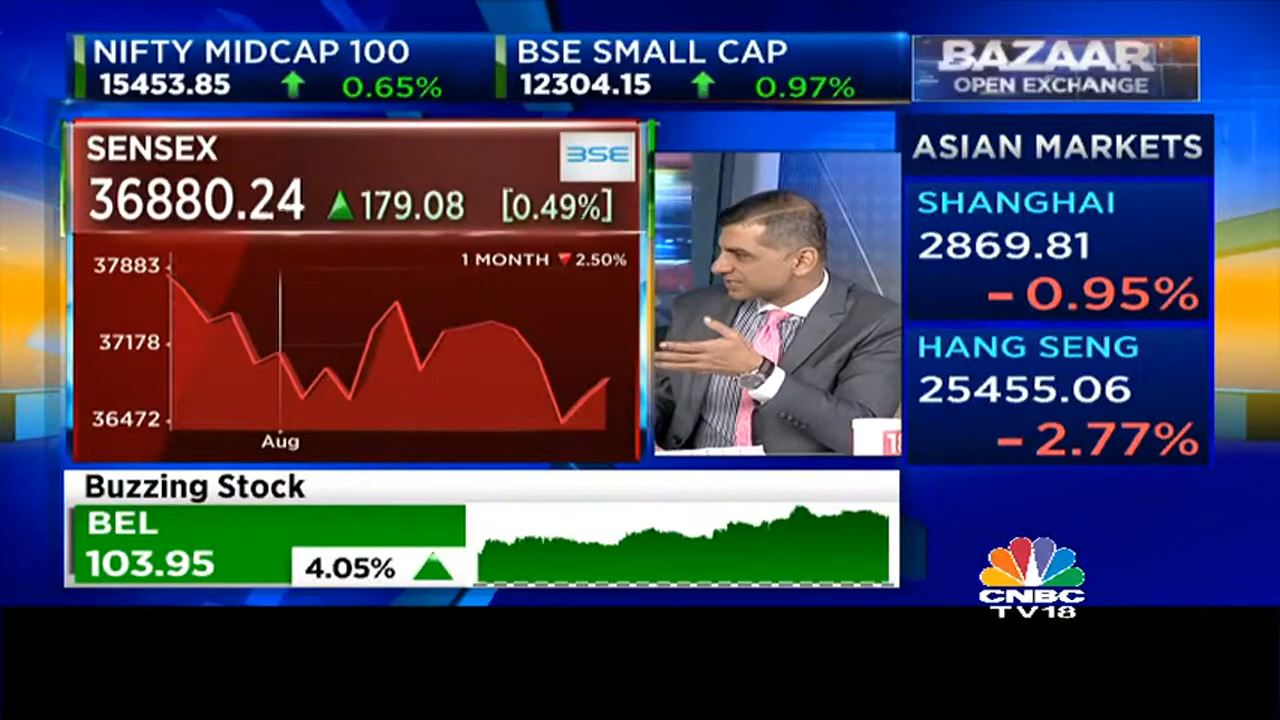 NIFTY MIDCAP 100
15453.85 0.65%
BSE SMALL CAP
12304.15 0.97%
BAZAAR
OPEN EXCHANGE
SENSEX
BSE
36880.24 179.08 [0.49%]
1 MONTH 2.50%
37883
37178
36472
Aug
ASIAN MARKETS
SHANGHAI
2869.81
-0.95%
HANG SENG
25455.06
-2.77%
Buzzing Stock
BEL
103.95 4.05%
CNBC
TV18